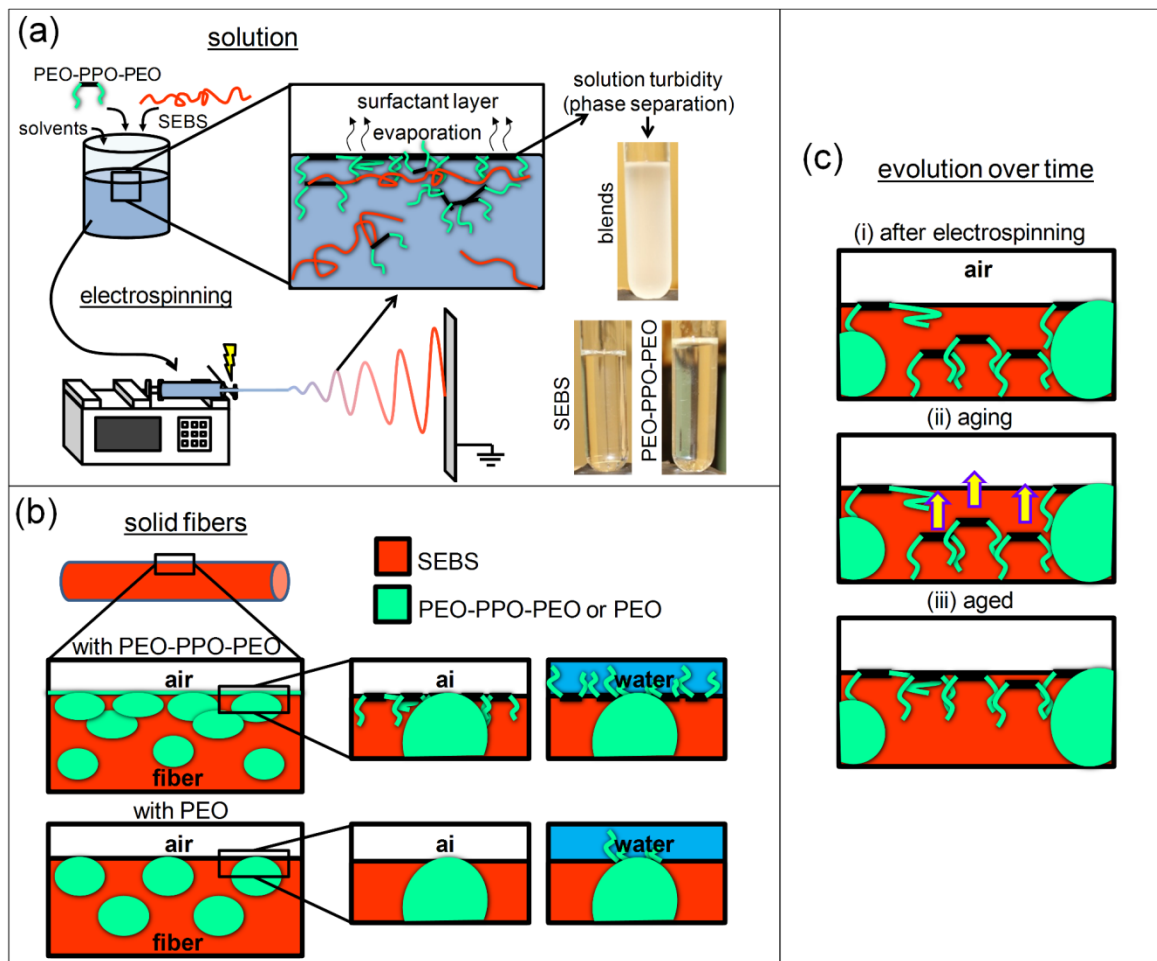 (a)
solution
PEO-PPO-PEO
SEBS
solvents
surfactant layer
evaporation
solution turbidity
(phase separation)
blends
electrospinning
SEBS
PEO-PPO-PEO
(b)
solid fibers
SEBS
PEO-PPO-PEO or PEO
with PEO-PPO-PEO
air
fiber
ai
water
with PEO
air
fiber
ai
water
(c)
evolution over time
(i) after electrospinning
air
(ii) aging
(iii) aged